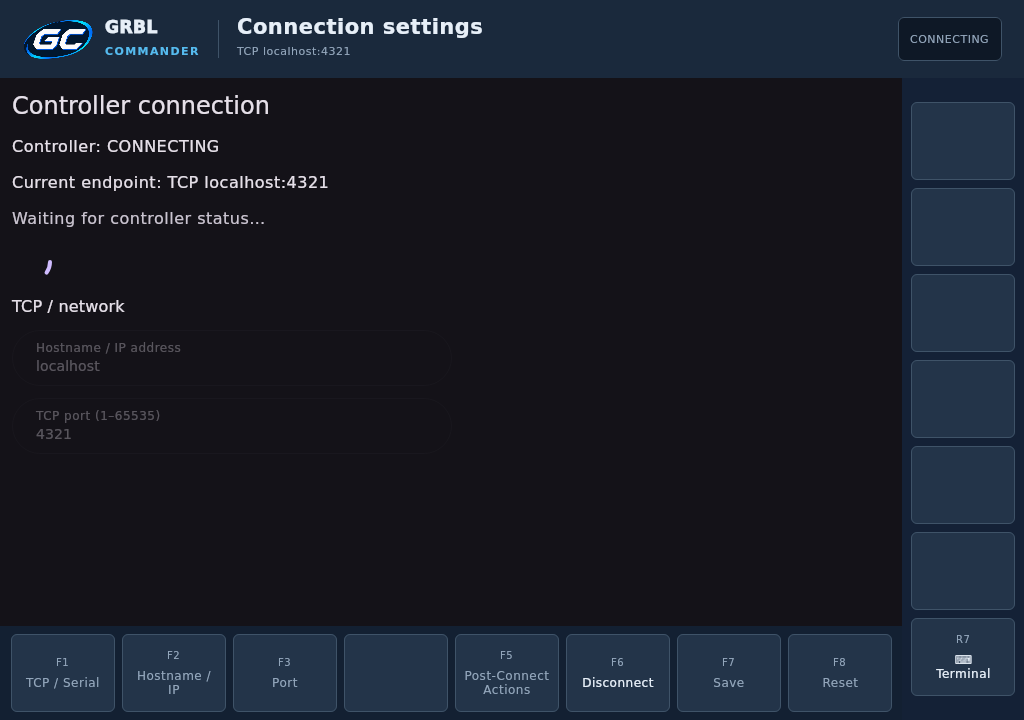 GC
GRBL
COMMANDER
Connection settings
TCP localhost:4321
CONNECTING
Controller connection
Controller: CONNECTING
Current endpoint: TCP localhost:4321
Waiting for controller status...
TCP / network
Hostname / IP address
localhost
TCP port (1–65535)
4321
F1
TCP / Serial
F2
Hostname /
IP
F3
Port
F5
Post-Connect
Actions
F6
Disconnect
F7
Save
F8
Reset
R7
Terminal